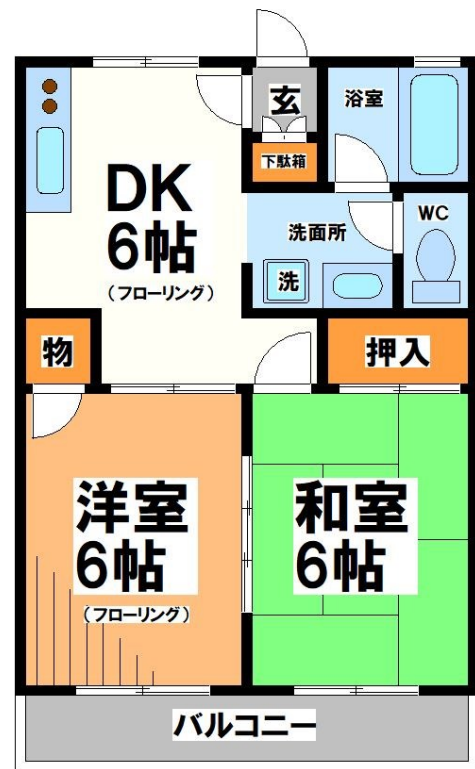 玄
浴室
下駄箱
DK
6帖
(フローリング)
WC
洗面所
洗
物
押入
洋室
6帖
(フローリング)
和室
6帖
バルコニー